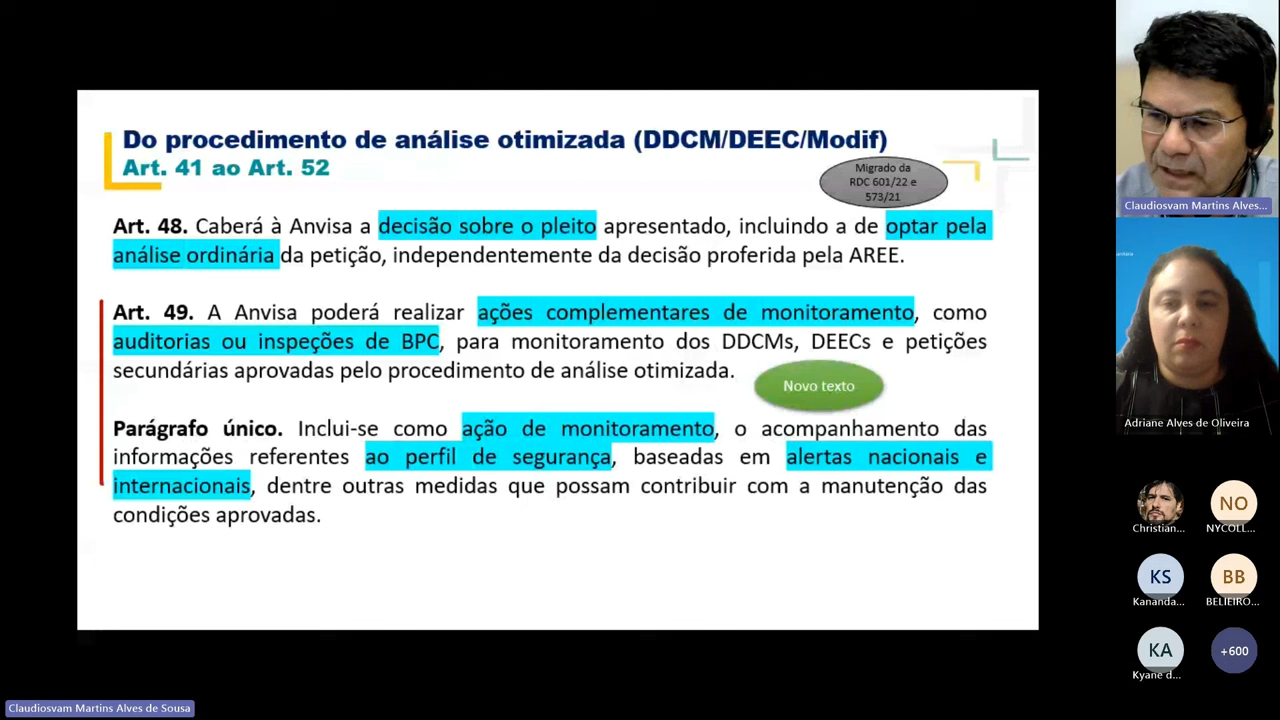 Do procedimento de análise otimizada (DDCM/DEEC/Modif)
Art. 41 ao Art. 52
Migrado da
RDC 601/22 e
573/21
Art. 48. Caberá à Anvisa a decisão sobre o pleito apresentado, incluindo a de optar pela
análise ordinária da petição, independentemente da decisão proferida pela AREE.
Art. 49. A Anvisa poderá realizar ações complementares de monitoramento, como
auditorias ou inspeções de BPC, para monitoramento dos DDCMs, DEECs e petições
secundárias aprovadas pelo procedimento de análise otimizada.
Novo texto
Parágrafo único. Inclui-se como ação de monitoramento, o acompanhamento das
informações referentes ao perfil de segurança, baseadas em alertas nacionais e
internacionais, dentre outras medidas que possam contribuir com a manutenção das
condições aprovadas.
Claudiosvam Martins Alves...
Adriane Alves de Oliveira
Christian...
NO
NYCOLL...
KS
Kananda...
BB
BELIEIRO...
KA
Kyane d...
+600
Claudiosvam Martins Alves de Sousa